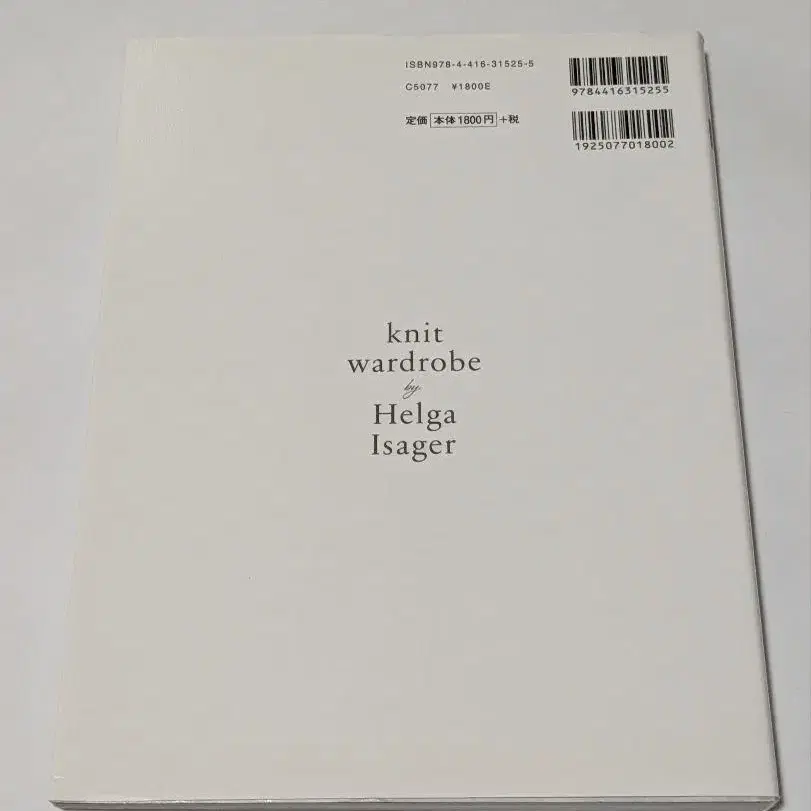 ISBN978-4-416-31525-5
C5077 ¥1800E
定価 本体1800円 +税
9784416315255
1925077018002
knit
wardrobe
by
Helga
Isager